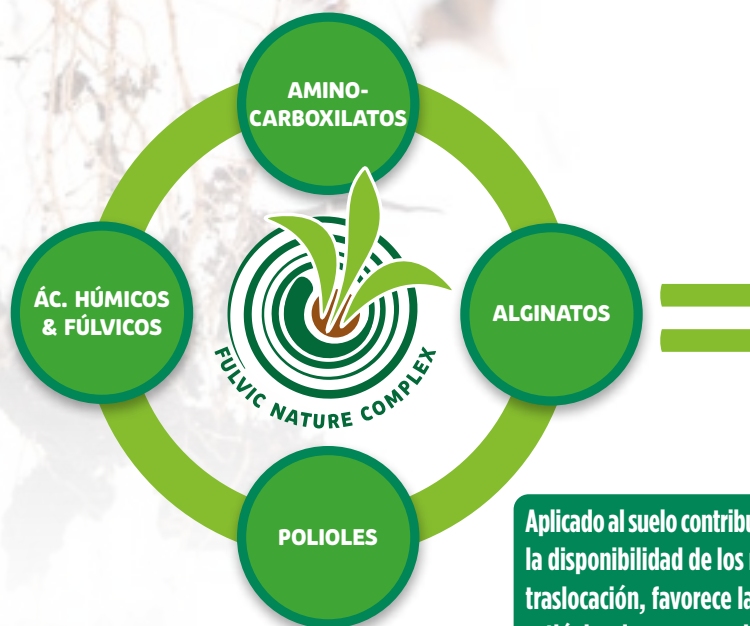 AMINO-
CARBOXILATOS
ÁC. HÚMICOS
& FÚLVICOS
ALGINATOS
FULVIC NATURE COMPLEX
POLIOLES
Aplicado al suelo
la disponibilidad de los
traslocación, favorece la